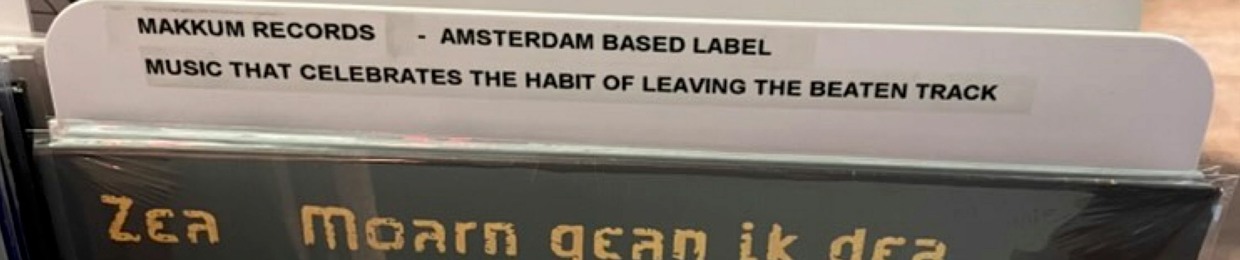 MAKKUM RECORDS - AMSTERDAM BASED LABEL
MUSIC THAT CELEBRATES THE HABIT OF LEAVING THE BEATEN TRACK
Zea Moarn gean ik dea